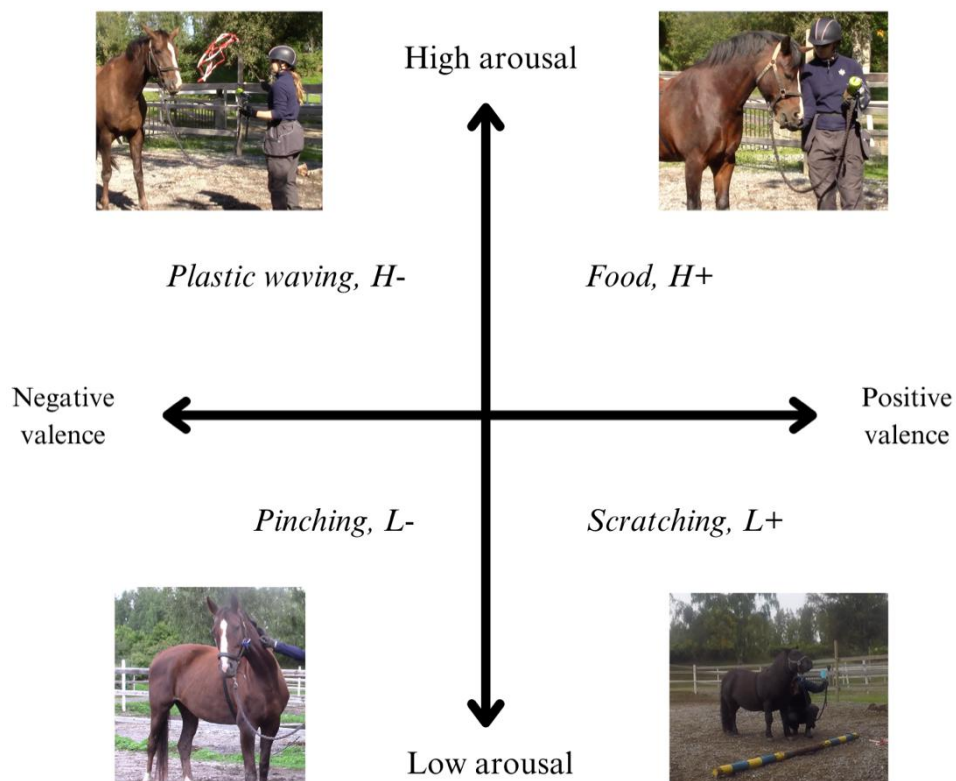 High arousal
Plastic waving, H-
Food, H+
Negative
valence
Positive
valence
Pinching, L-
Scratching, L+
Low arousal